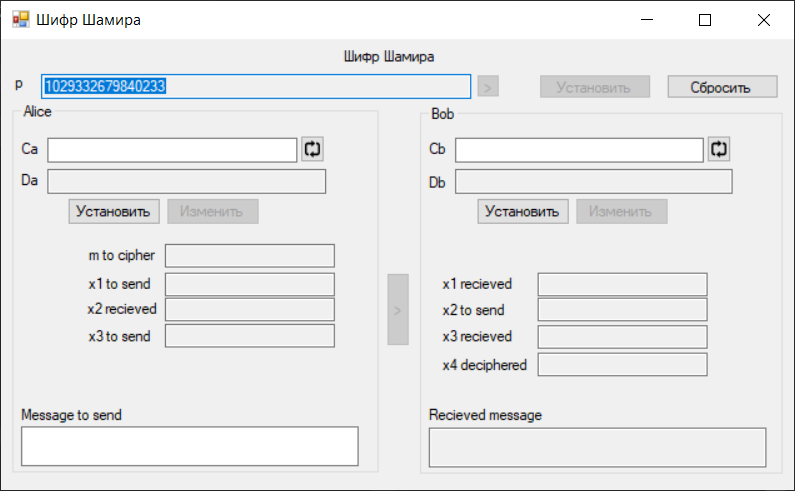 Шифр Шамира
Шифр Шамира
p 1029332679840233 > Установить Сбросить
Alice
Ca
Da
Установить Изменить
m to cipher
x1 to send
x2 recieved
x3 to send
Message to send
>
Bob
Cb
Db
Установить Изменить
x1 recieved
x2 to send
x3 recieved
x4 deciphered
Recieved message